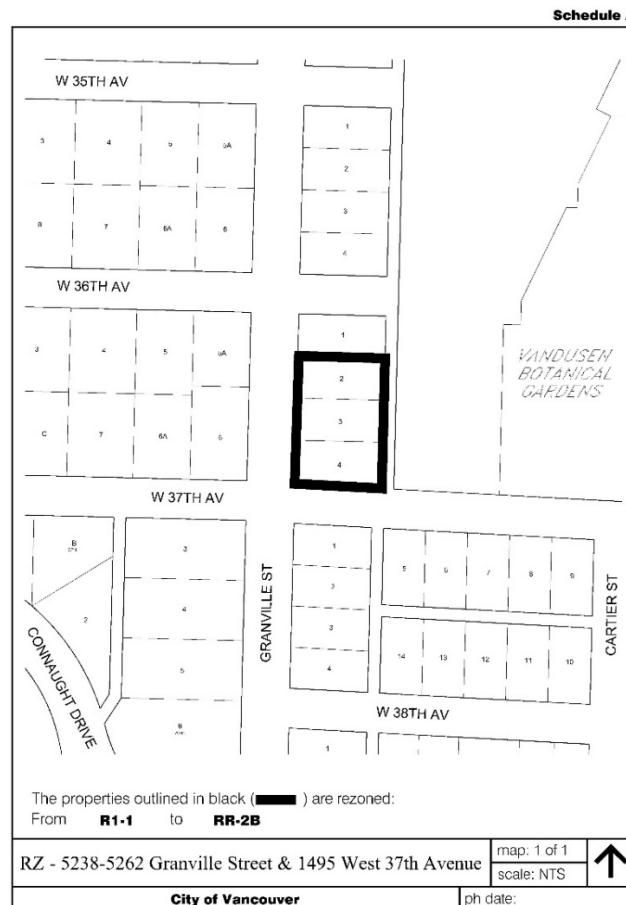 Schedule A
W 35TH AV
3 4 5 5A
1
2
8 7 6A 6
3
4
W 36TH AV
1
3 4 5 5A
2
VANDUSEN
BOTANICAL
GARDENS
3
C 7 6A 6
4
W 37TH AV
B
3
1
5 6 7 8 9
2
4
2
GRANVILLE ST
CARTIER ST
3
CONNAUGHT DRIVE
5
4
14 13 12 11 10
W 38TH AV
B
1
The properties outlined in black ( ) are rezoned:
From R1-1 to RR-2B
RZ - 5238-5262 Granville Street & 1495 West 37th Avenue
map: 1 of 1
scale: NTS
City of Vancouver
ph date: